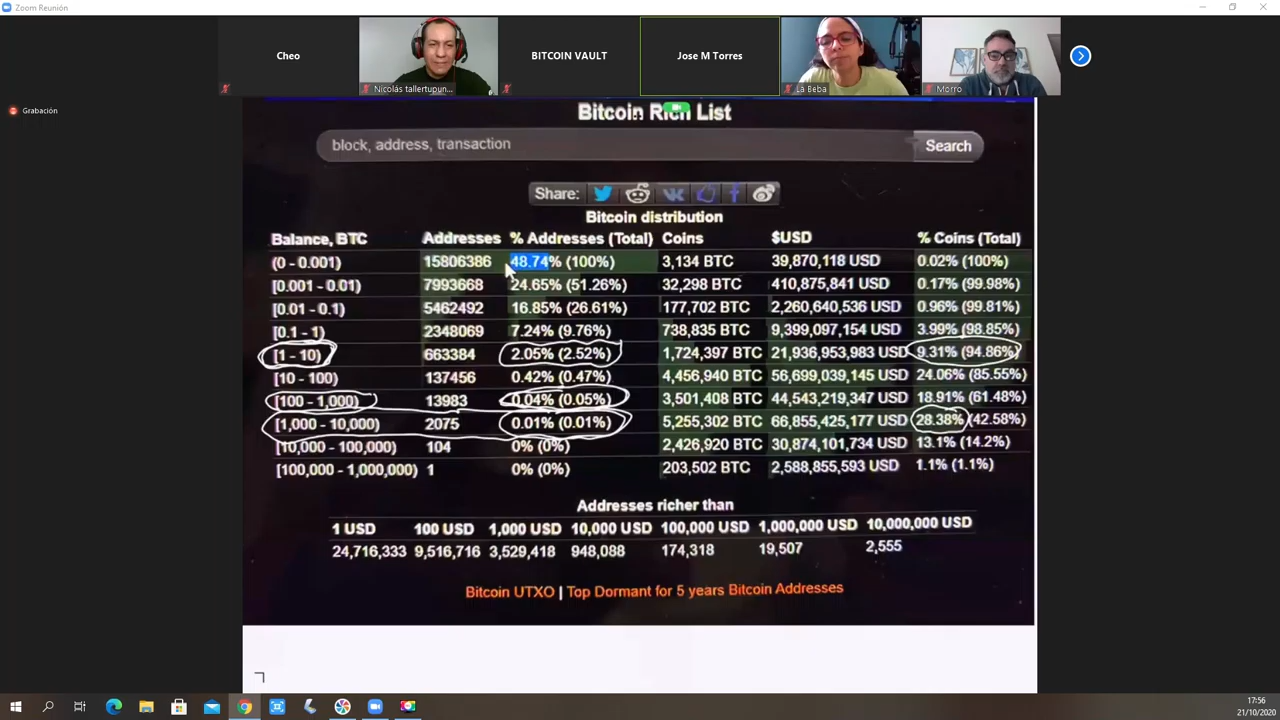 Zoom Reunión
Cheo
BITCOIN VAULT
Jose M Torres
Nicolás tallertupun...
La Beba
Morro
Grabación
Bitcoin Rich List
block, address, transaction
Search
Share:
Bitcoin distribution
Balance, BTC Addresses % Addresses (Total) Coins $USD % Coins (Total)
(0 - 0.001) 15806386 48.74% (100%) 3,134 BTC 39,870,118 USD 0.02% (100%)
[0.001 - 0.01) 7993668 24.65% (51.26%) 32,298 BTC 410,875,841 USD 0.17% (99.98%)
[0.01 - 0.1) 5462492 16.85% (26.61%) 177,702 BTC 2,260,640,536 USD 0.96% (99.81%)
[0.1 - 1) 2348069 7.24% (9.76%) 738,835 BTC 9,399,097,154 USD 3.99% (98.85%)
[1 - 10) 663384 2.05% (2.52%) 1,724,397 BTC 21,936,953,983 USD 9.31% (94.86%)
[10 - 100) 137456 0.42% (0.47%) 4,456,940 BTC 56,699,039,145 USD 24.06% (85.55%)
[100 - 1,000) 13983 0.04% (0.05%) 3,501,408 BTC 44,543,219,347 USD 18.91% (61.48%)
[1,000 - 10,000) 2075 0.01% (0.01%) 5,255,302 BTC 66,855,425,177 USD 28.38% (42.58%)
[10,000 - 100,000) 104 0% (0%) 2,426,920 BTC 30,874,101,734 USD 13.1% (14.2%)
[100,000 - 1,000,000) 1 0% (0%) 203,502 BTC 2,588,855,593 USD 1.1% (1.1%)
Addresses richer than
1 USD 100 USD 1,000 USD 10,000 USD 100,000 USD 1,000,000 USD 10,000,000 USD
24,716,333 9,516,716 3,529,418 948,088 174,318 19,507 2,555
Bitcoin UTXO | Top Dormant for 5 years Bitcoin Addresses
17:56
21/10/2020